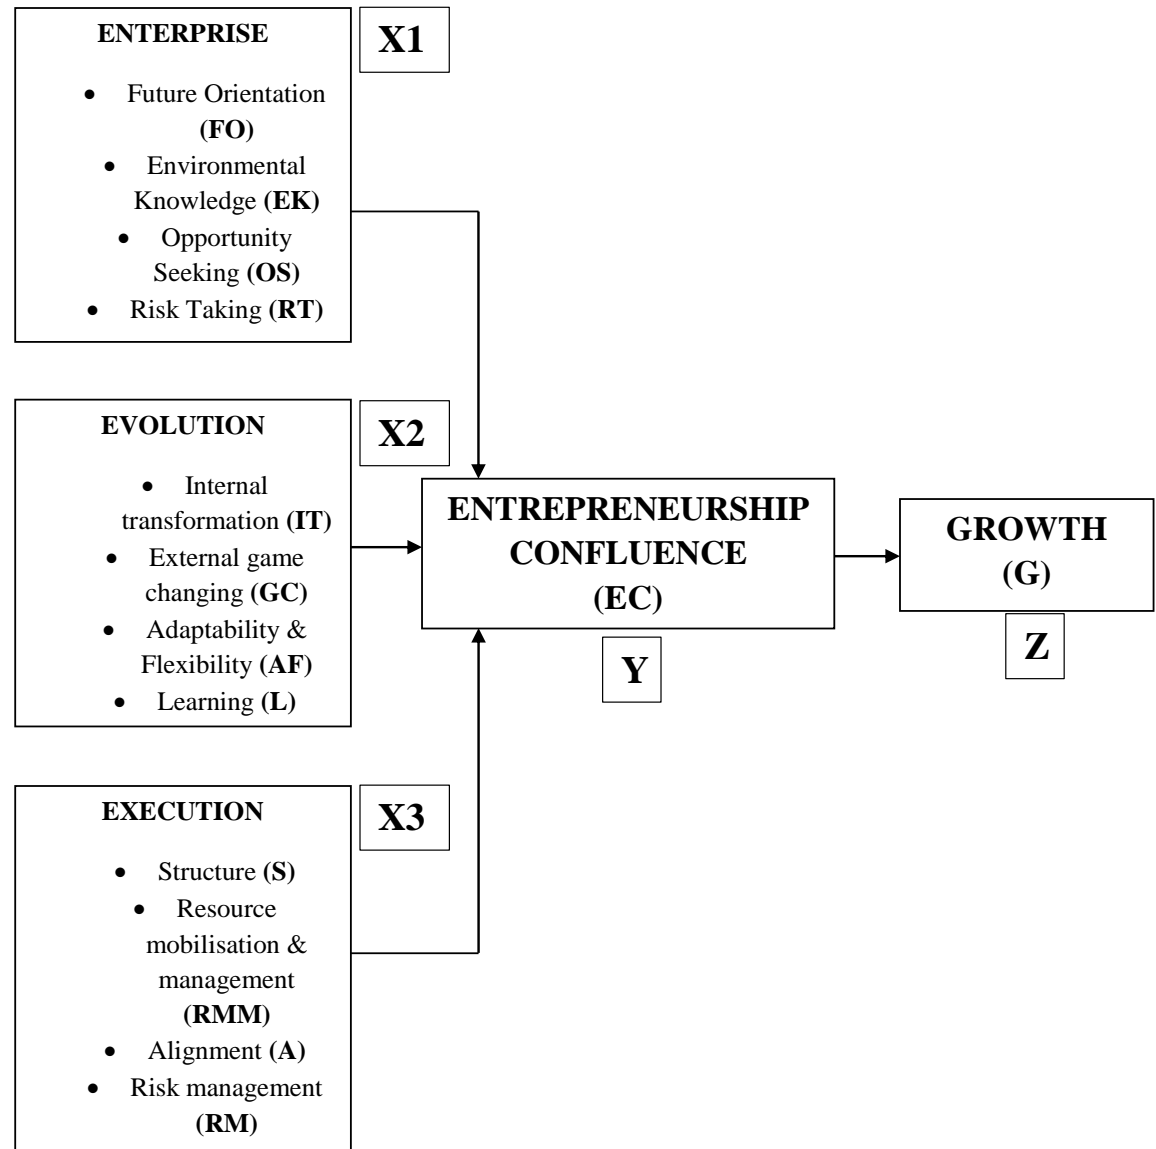 ENTERPRISE
X1
• Future Orientation
(FO)
• Environmental
Knowledge (EK)
• Opportunity
Seeking (OS)
• Risk Taking (RT)
EVOLUTION
X2
• Internal
transformation (IT)
• External game
changing (GC)
• Adaptability &
Flexibility (AF)
• Learning (L)
EXECUTION
X3
• Structure (S)
• Resource
mobilisation &
management
(RMM)
• Alignment (A)
• Risk management
(RM)
ENTREPRENEURSHIP
CONFLUENCE
(EC)
Y
GROWTH
(G)
Z